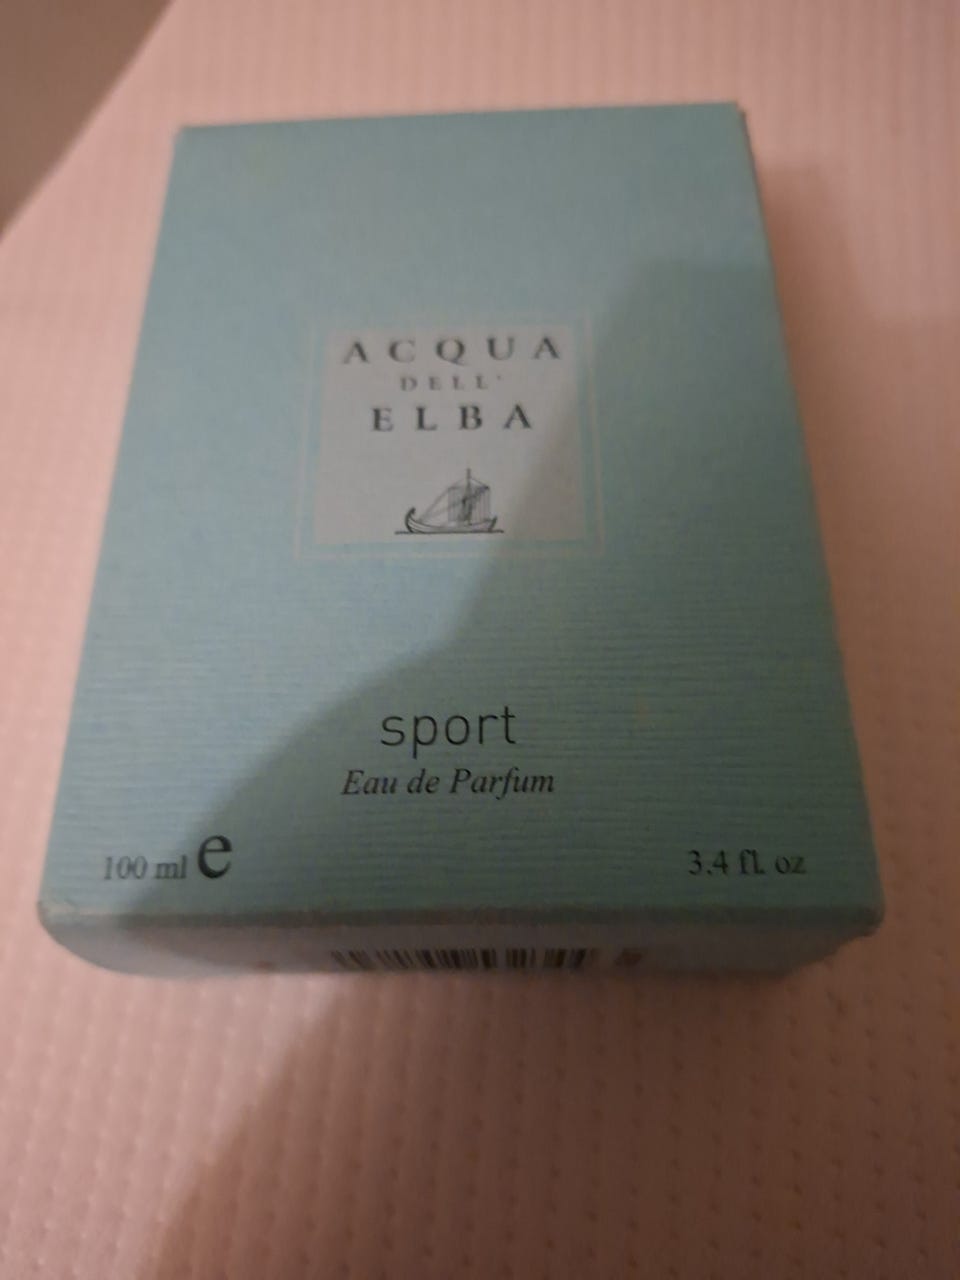 ACQUA
DELL'
ELBA
sport
Eau de Parfum
100 ml e
3.4 fl. oz